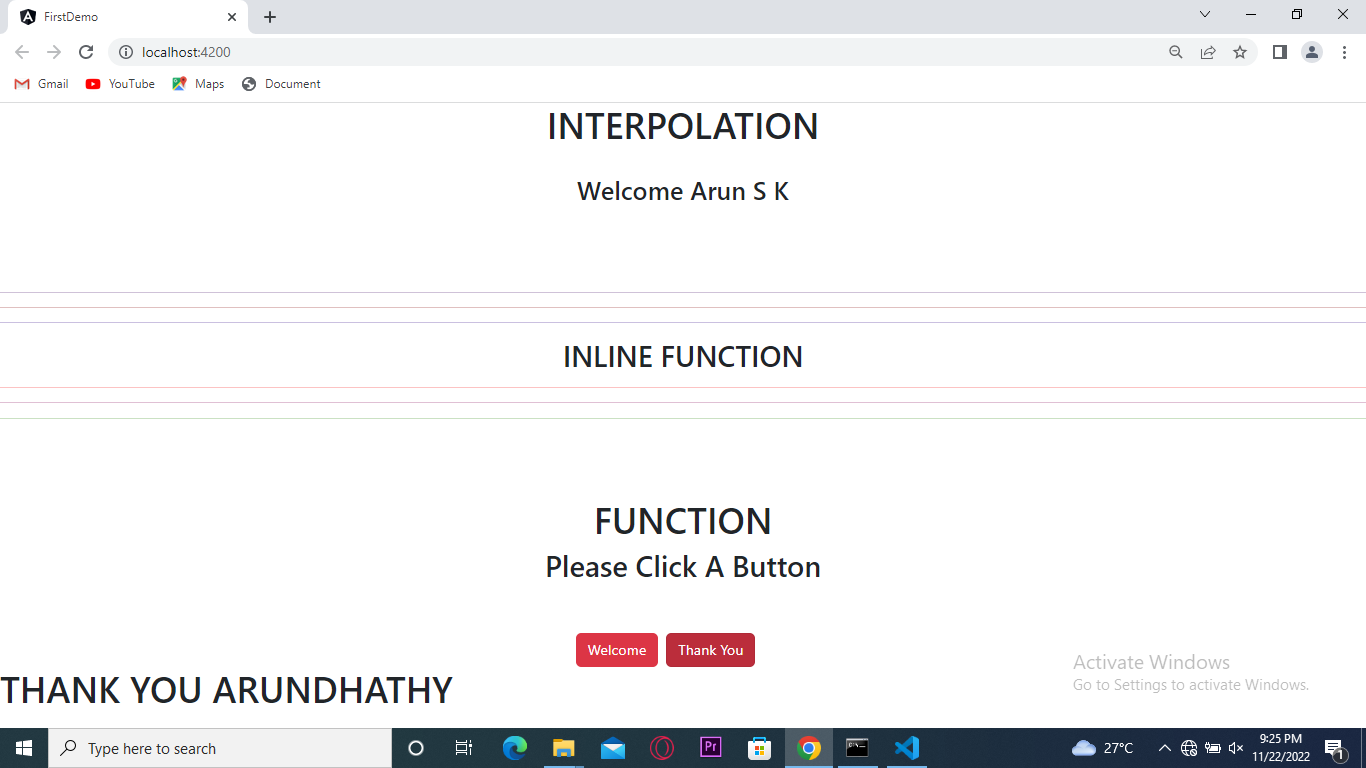 FirstDemo
localhost:4200
Gmail YouTube Maps Document
INTERPOLATION
Welcome Arun S K
INLINE FUNCTION
FUNCTION
Please Click A Button
Welcome Thank You
THANK YOU ARUNDHATHY
Activate Windows
Go to Settings to activate Windows.
Type here to search
Pr
27°C
9:25 PM
11/22/2022
1